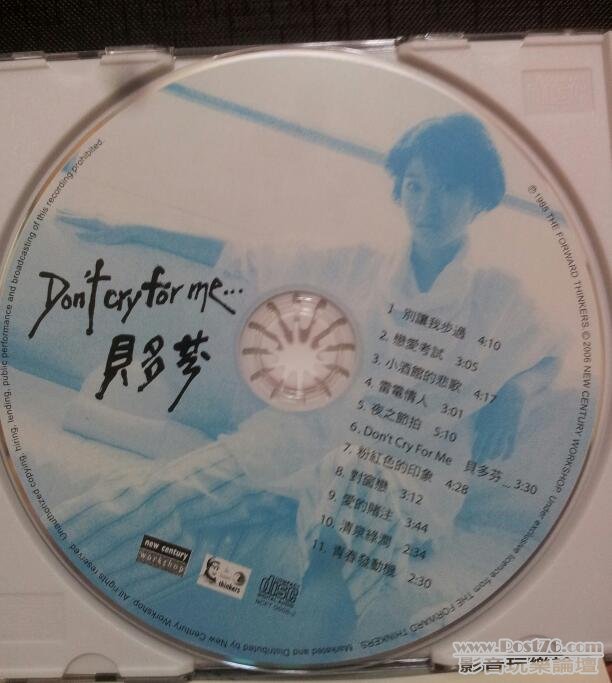 Don't cry for me...
貝多芬
1. 別讓我步過 4:10
2. 戀愛考試 3:05
3. 小酒館的悲歌 4:17
4. 雷電情人 3:01
5. 夜之節拍 5:10
6. Don't Cry For Me 貝多芬 ... 3:30
7. 粉紅色的印象 4:28
8. 對窗戀 3:12
9. 愛的賭注 3:44
10. 清泉綠澗 2:34
11. 青春發動機 2:30
new century
workshop
thinkers
COMPACT
disc
DIGITAL AUDIO
Marketed and Distributed by New Century Workshop. All rights reserved. Unauthorized copying, hiring, lending, public performance and broadcasting of this recording prohibited.
℗ 1985 THE FORWARD THINKERS. © 2006 NEW CENTURY WORKSHOP Under exclusive licence from THE FORWARD THINKERS.
www.Post76.com
影音玩樂論壇